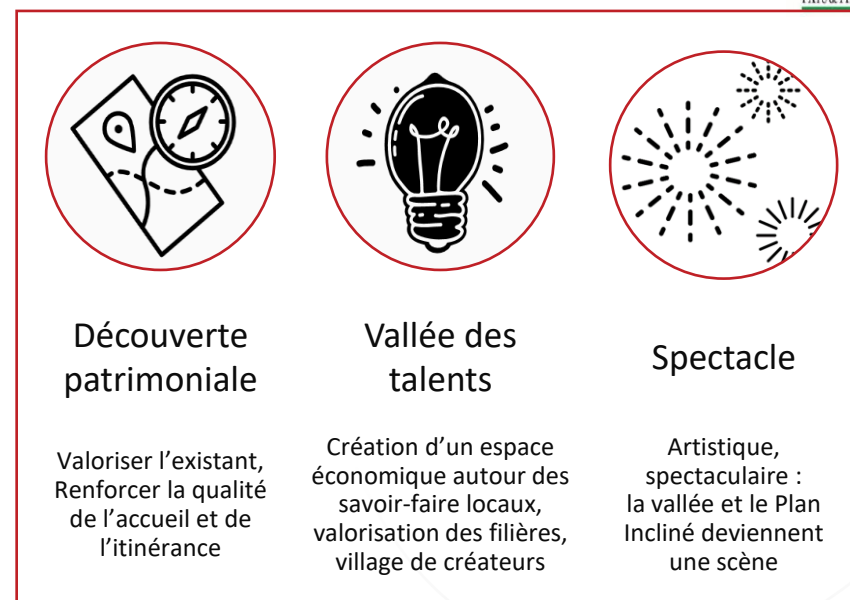 Découverte
patrimoniale
Valoriser l’existant,
Renforcer la qualité
de l’accueil et de
l’itinérance
Vallée des
talents
Création d’un espace
économique autour des
savoir-faire locaux,
valorisation des filières,
village de créateurs
Spectacle
Artistique,
spectaculaire :
la vallée et le Plan
Incliné deviennent
une scène